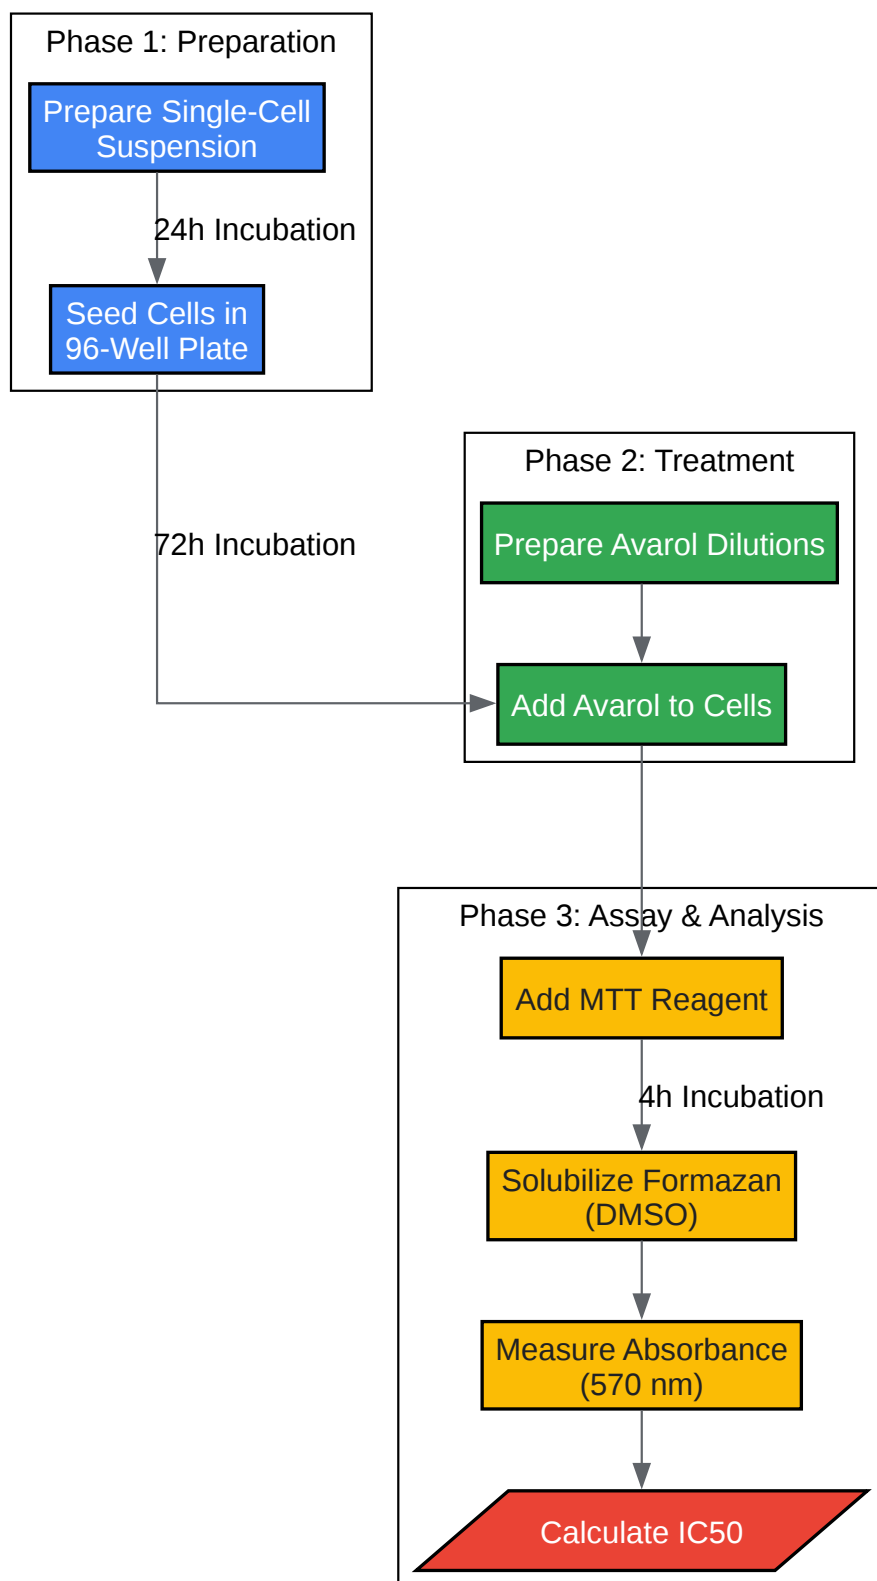 Phase 1: Preparation
Prepare Single-Cell
Suspension
24h Incubation
Seed Cells in
96-Well Plate
72h Incubation
Phase 2: Treatment
Prepare Avarol Dilutions
Add Avarol to Cells
Phase 3: Assay & Analysis
Add MTT Reagent
4h Incubation
Solubilize Formazan
(DMSO)
Measure Absorbance
(570 nm)
Calculate IC50